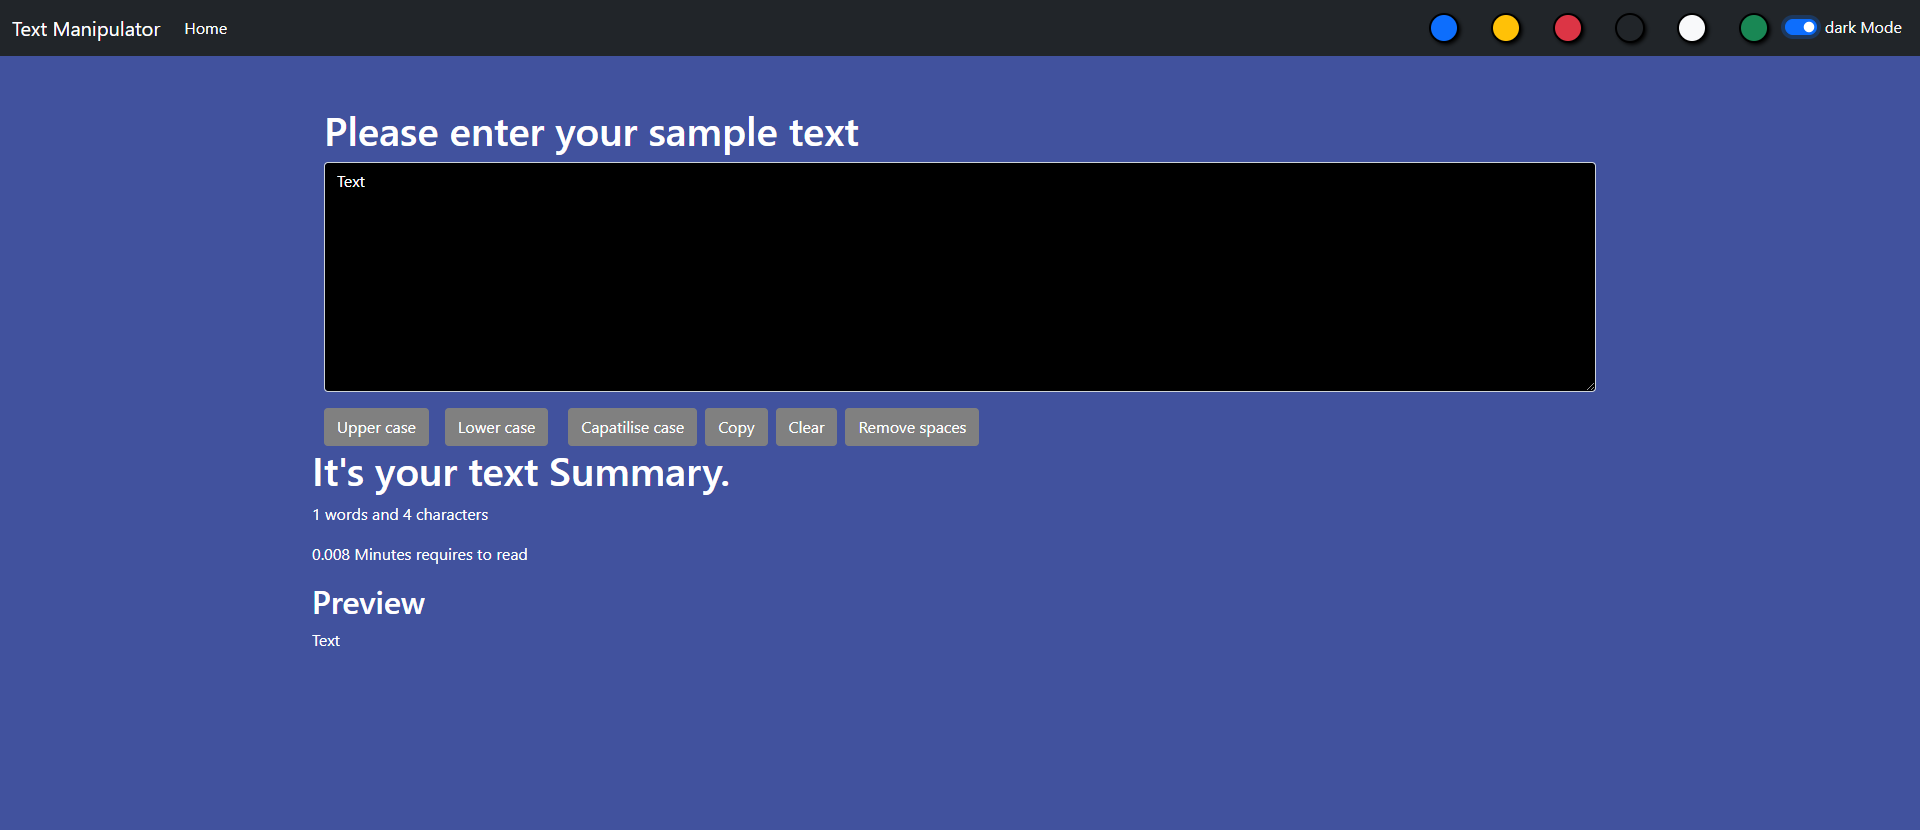 Text Manipulator Home dark Mode
Please enter your sample text
Text
Upper case Lower case Capatilise case Copy Clear Remove spaces
It's your text Summary.
1 words and 4 characters
0.008 Minutes requires to read
Preview
Text